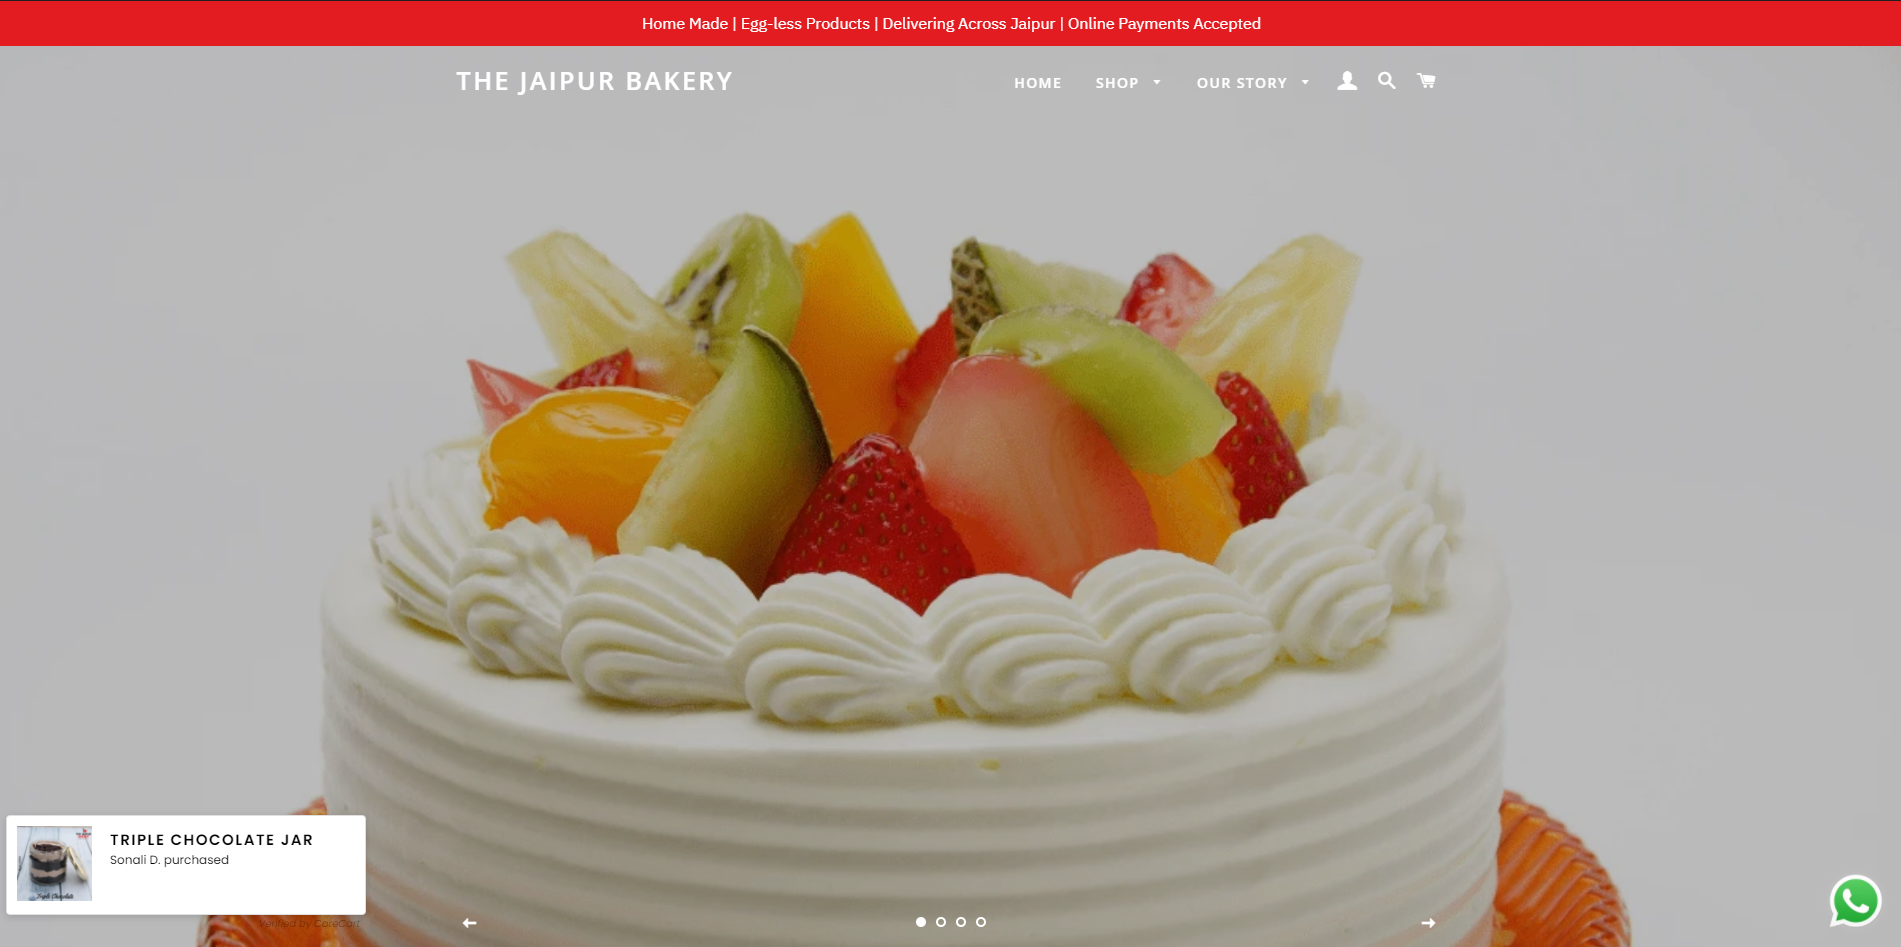 Home Made | Egg-less Products | Delivering Across Jaipur | Online Payments Accepted
THE JAIPUR BAKERY
HOME
SHOP
OUR STORY
TRIPLE CHOCOLATE JAR
Sonali D. purchased
Verified by CareCart